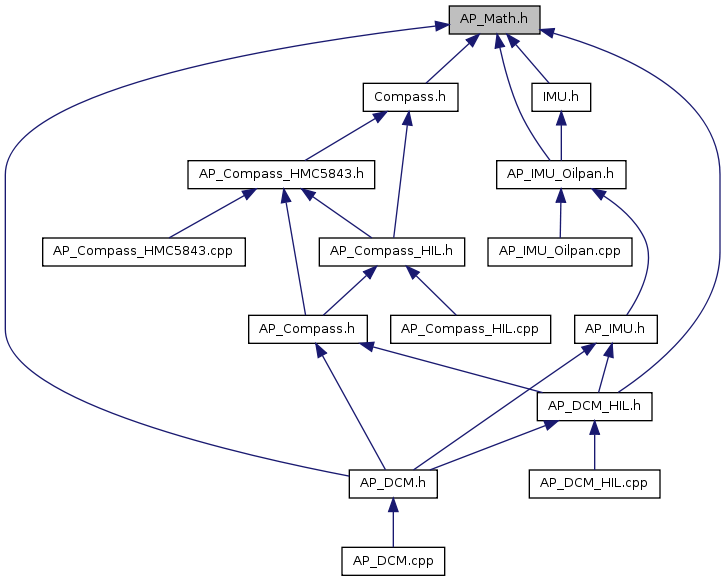 AP_Math.h
Compass.h
IMU.h
AP_Compass_HMC5843.h
AP_IMU_Oilpan.h
AP_Compass_HMC5843.cpp
AP_Compass_HIL.h
AP_IMU_Oilpan.cpp
AP_Compass.h
AP_Compass_HIL.cpp
AP_IMU.h
AP_DCM_HIL.h
AP_DCM.h
AP_DCM_HIL.cpp
AP_DCM.cpp